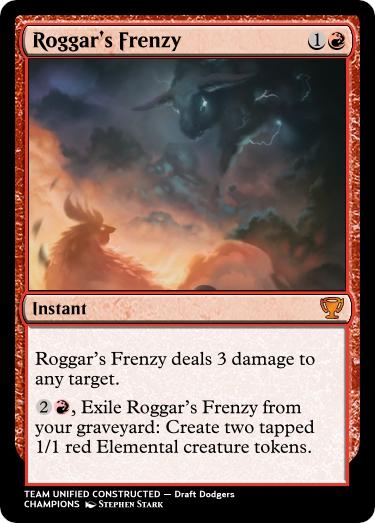 Roggar's Frenzy 1
Instant
Roggar's Frenzy deals 3 damage to
any target.
2, Exile Roggar's Frenzy from
your graveyard: Create two tapped
1/1 red Elemental creature tokens.
TEAM UNIFIED CONSTRUCTED — Draft Dodgers
CHAMPIONS Stephen Stark